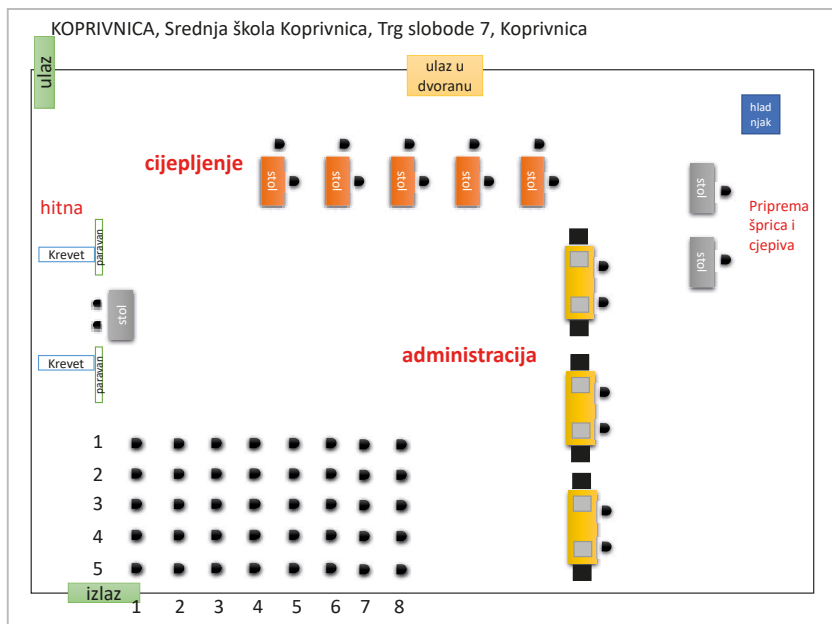 KOPRIVNICA, Srednja škola Koprivnica, Trg slobode 7, Koprivnica
ulaz
ulaz u
dvoranu
hlad
njak
cijepljenje
stol
stol
stol
stol
stol
stol
stol
Priprema
šprica i
cjepiva
hitna
Krevet
paravan
stol
Krevet
paravan
administracija
1
2
3
4
5
izlaz
1 2 3 4 5 6 7 8